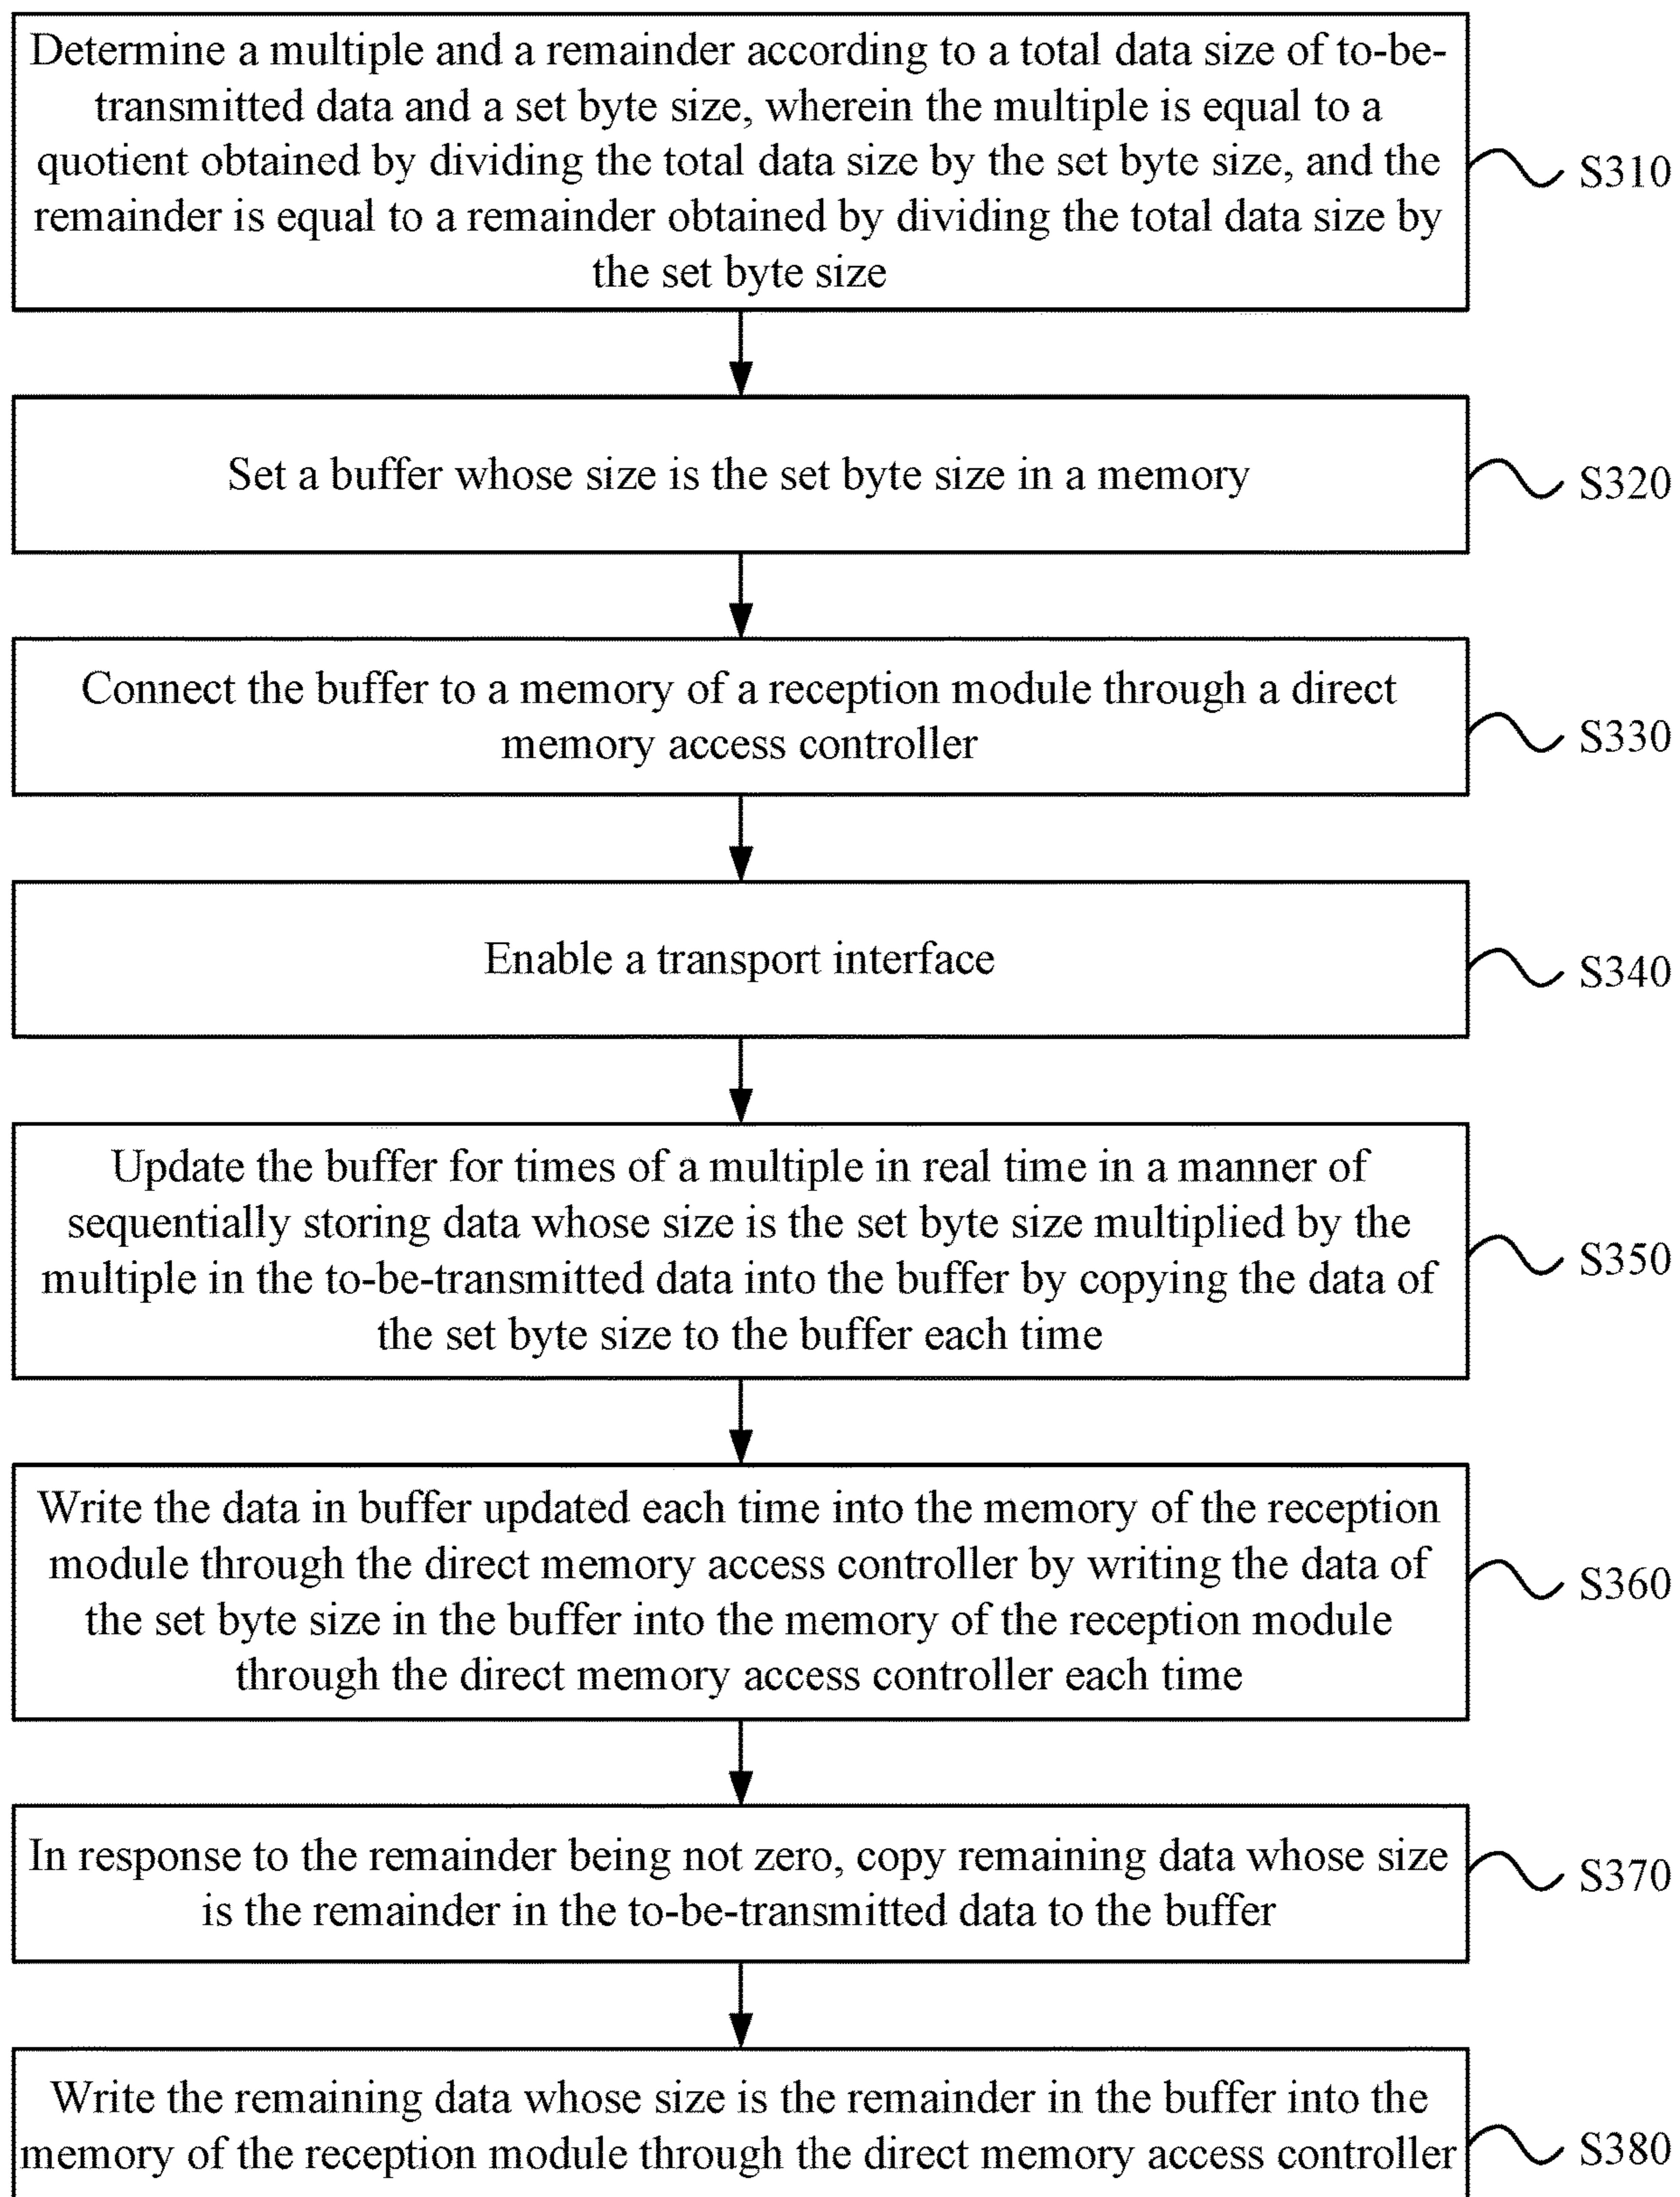 Determine a multiple and a remainder according to a total data size of to-be-
transmitted data and a set byte size, wherein the multiple is equal to a
quotient obtained by dividing the total data size by the set byte size, and the
remainder is equal to a remainder obtained by dividing the total data size by
the set byte size
S310
Set a buffer whose size is the set byte size in a memory
S320
Connect the buffer to a memory of a reception module through a direct
memory access controller
S330
Enable a transport interface
S340
Update the buffer for times of a multiple in real time in a manner of
sequentially storing data whose size is the set byte size multiplied by the
multiple in the to-be-transmitted data into the buffer by copying the data of
the set byte size to the buffer each time
S350
Write the data in buffer updated each time into the memory of the reception
module through the direct memory access controller by writing the data of
the set byte size in the buffer into the memory of the reception module
through the direct memory access controller each time
S360
In response to the remainder being not zero, copy remaining data whose size
is the remainder in the to-be-transmitted data to the buffer
S370
Write the remaining data whose size is the remainder in the buffer into the
memory of the reception module through the direct memory access controller
S380